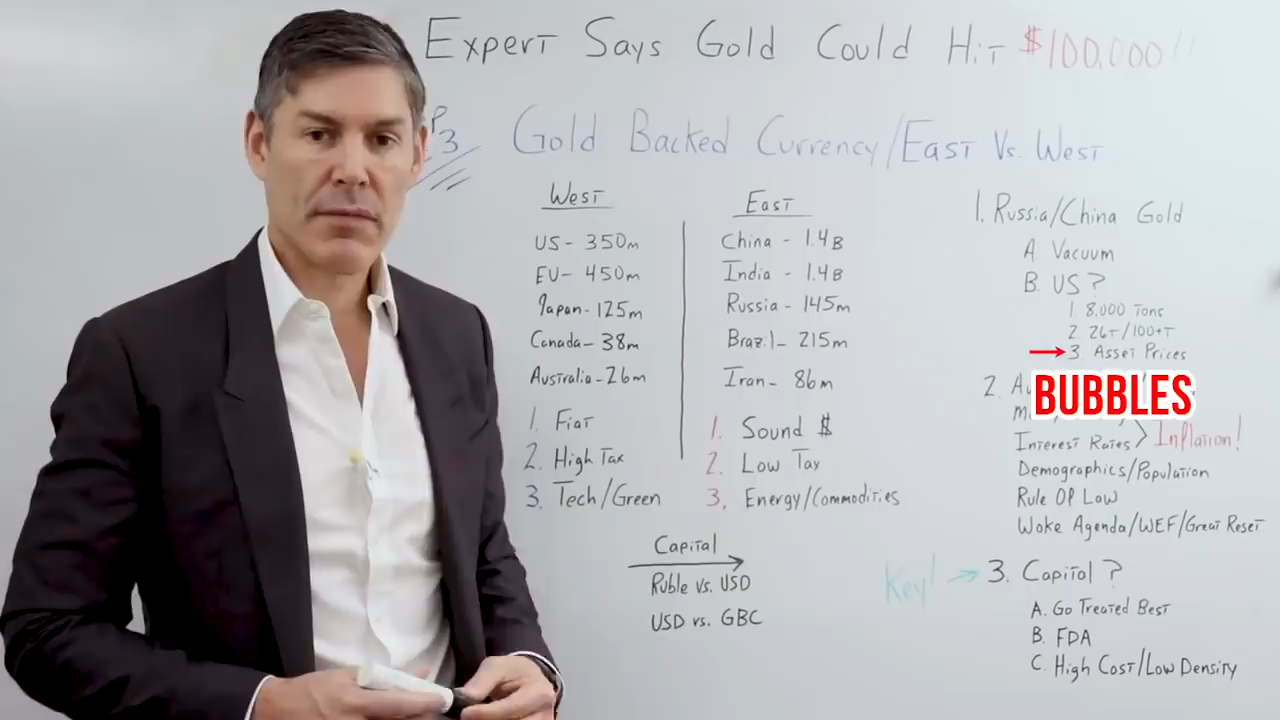 Expert Says Gold Could Hit $100,000!!
P3
Gold Backed Currency/East Vs. West
West
US - 350m
EU - 450m
Japan - 125m
Canada - 38m
Australia - 26m
1. Fiat
2. High Tax
3. Tech/Green
East
China - 1.4B
India - 1.4B
Russia - 145m
Brazil - 215m
Iran - 86m
1. Sound $
2. Low Tax
3. Energy/Commodities
Capital
Ruble vs. USD
USD vs. GBC
1. Russia/China Gold
A. Vacuum
B. US?
1. 8,000 Tons
2. 26T/100+T
→ 3. Asset Prices
BUBBLES
2.
Interest Rates > Inflation!
Demographics/Population
Rule Of Law
Woke Agenda/WEF/Great Reset
Key! → 3. Capital?
A. Go Treated Best
B. FDA
C. High Cost/Low Density